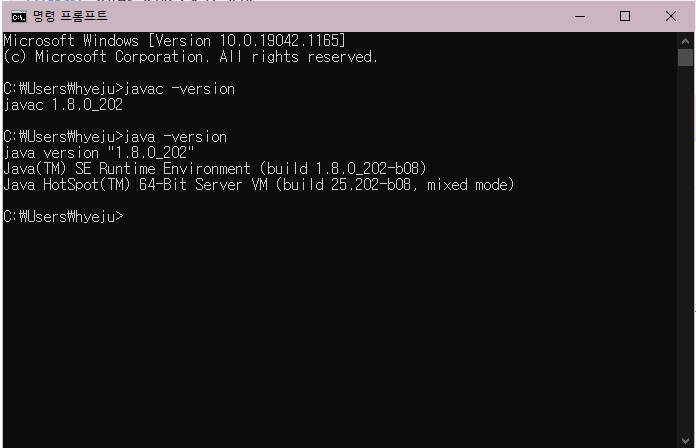 명령 프롬프트
Microsoft Windows [Version 10.0.19042.1165]
(c) Microsoft Corporation. All rights reserved.
C:₩Users₩hyeju>javac -version
javac 1.8.0_202
C:₩Users₩hyeju>java -version
java version "1.8.0_202"
Java(TM) SE Runtime Environment (build 1.8.0_202-b08)
Java HotSpot(TM) 64-Bit Server VM (build 25.202-b08, mixed mode)
C:₩Users₩hyeju>